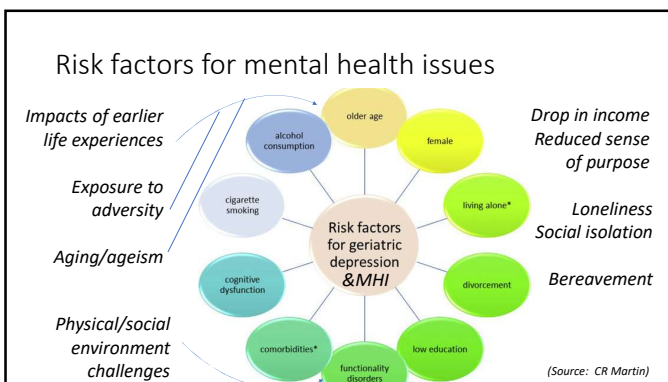 Risk factors for mental health issues
Impacts of earlier
life experiences
Exposure to
adversity
Aging/ageism
Physical/social
environment
challenges
older age
female
living alone*
divorcement
low education
functionality
disorders
comorbidities*
cognitive
dysfunction
cigarette
smoking
alcohol
consumption
Risk factors
for geriatric
depression
&MHI
Drop in income
Reduced sense
of purpose
Loneliness
Social isolation
Bereavement
(Source: CR Martin)